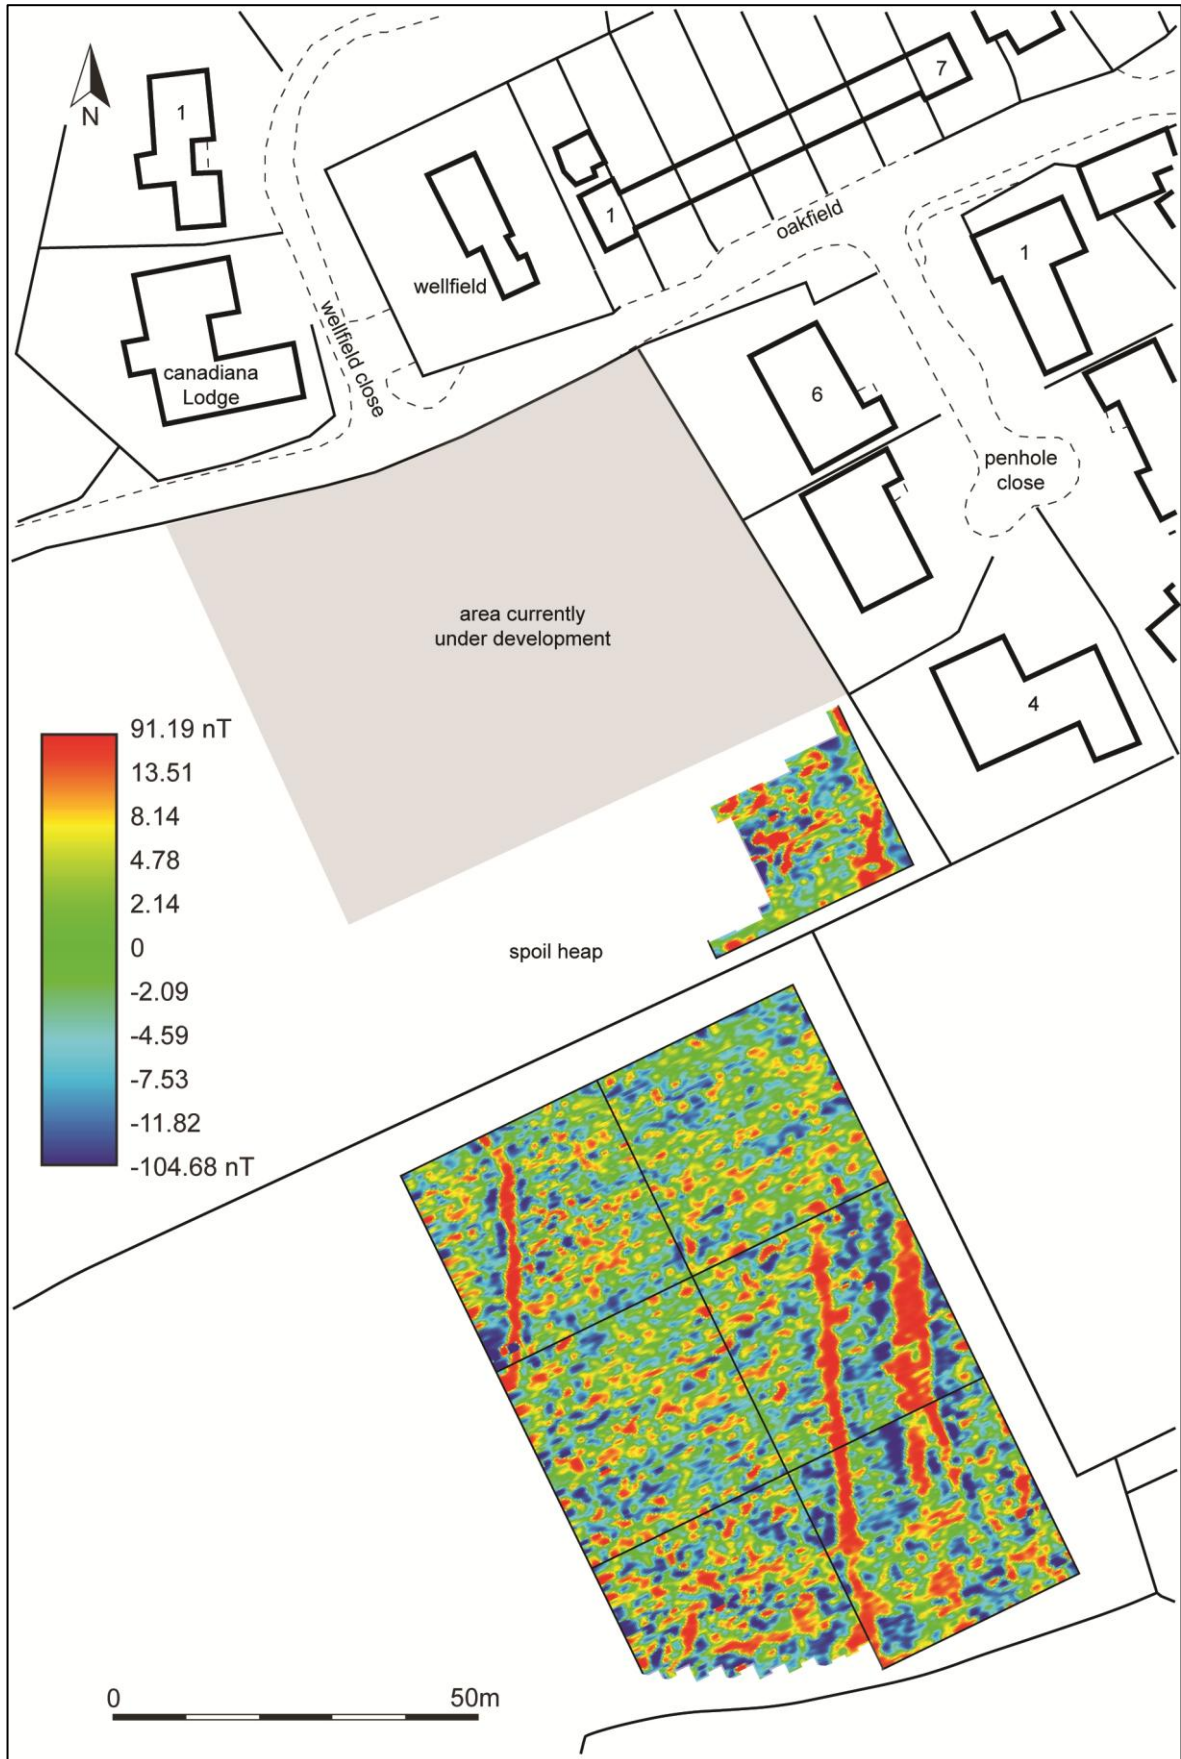 N
1
7
1
oakfield
1
wellfield
wellfield close
canadiana
Lodge
6
penhole
close
area currently
under development
4
91.19 nT
13.51
8.14
4.78
2.14
0
-2.09
-4.59
-7.53
-11.82
-104.68 nT
spoil heap
0
50m